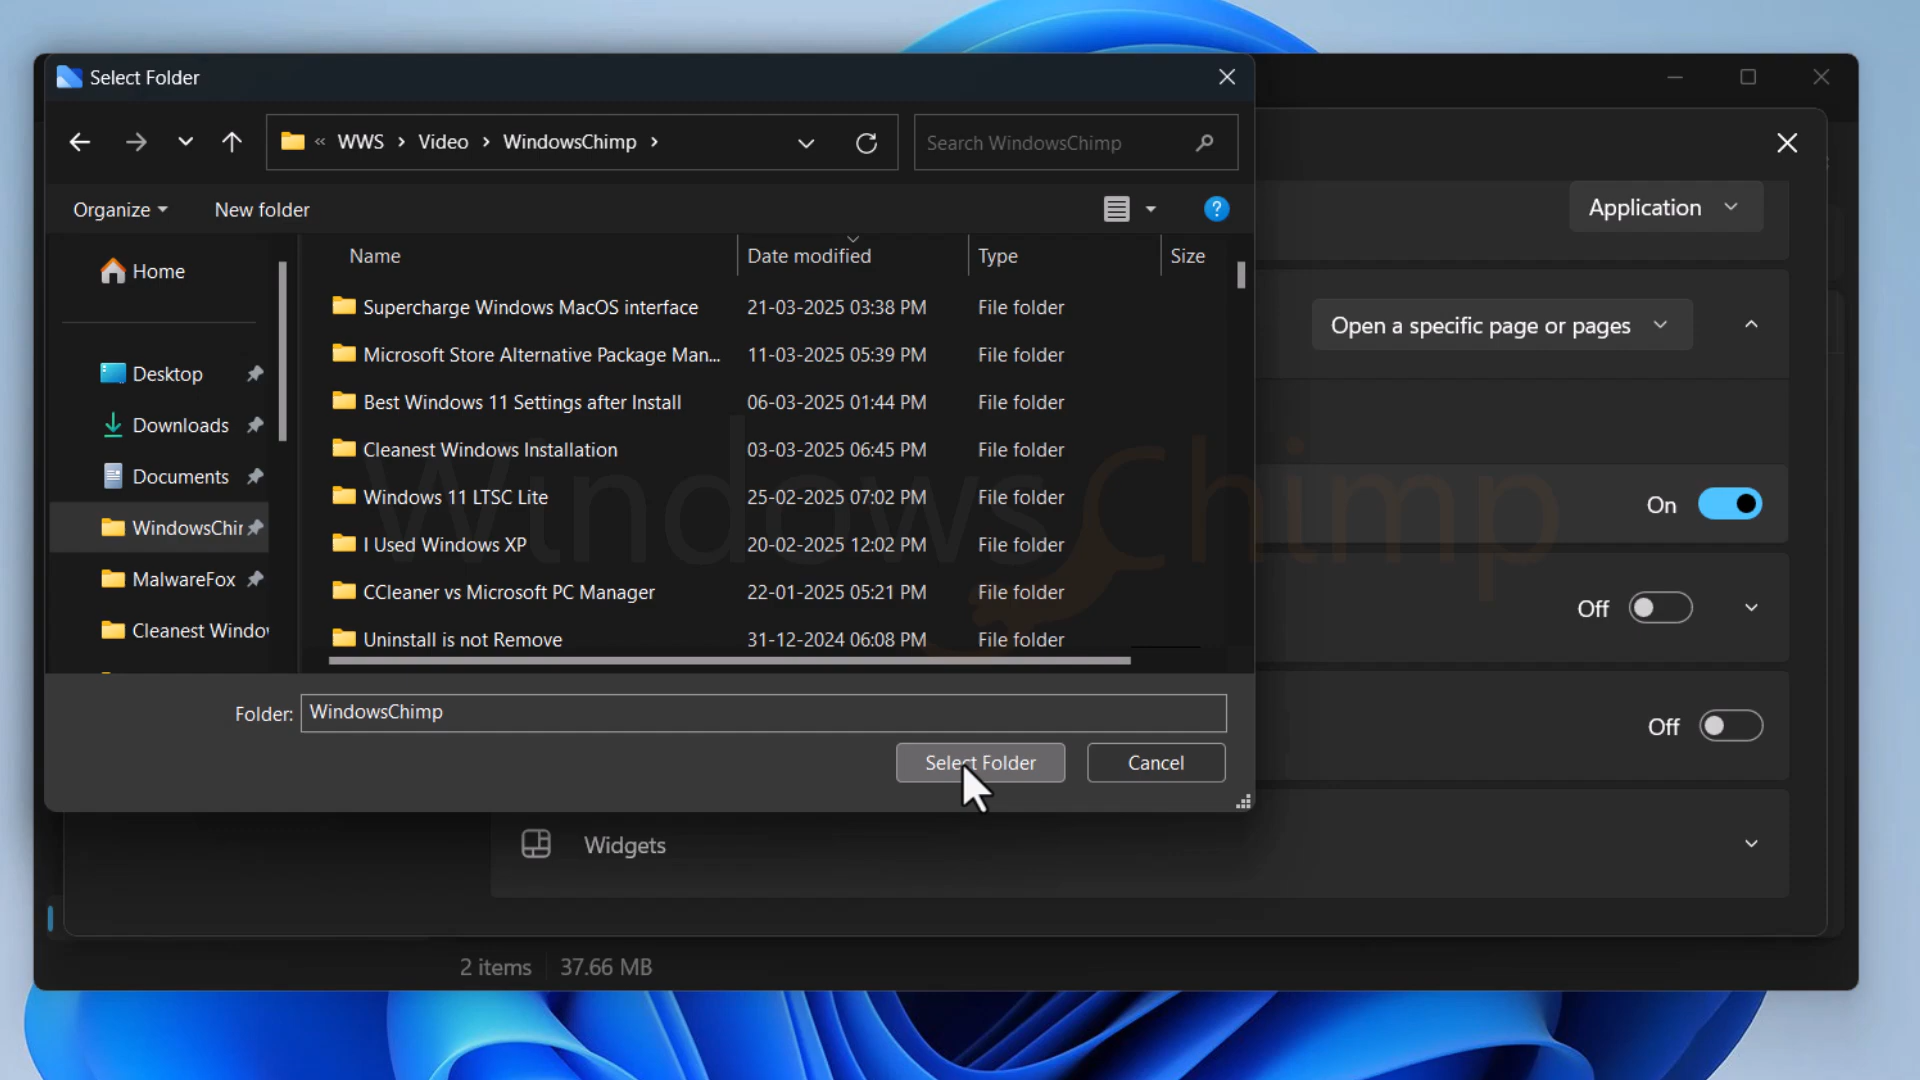 Select Folder
« WWS > Video > WindowsChimp >
Search WindowsChimp
Organize
New folder
?
Application
Home
Name
Date modified
Type
Size
Supercharge Windows MacOS interface 21-03-2025 03:38 PM File folder
Open a specific page or pages
Microsoft Store Alternative Package Man... 11-03-2025 05:39 PM File folder
Desktop
Best Windows 11 Settings after Install 06-03-2025 01:44 PM File folder
Downloads
Cleanest Windows Installation 03-03-2025 06:45 PM File folder
Documents
Windows 11 LTSC Lite 25-02-2025 07:02 PM File folder
On
WindowsChimp
WindowsChir
I Used Windows XP 20-02-2025 12:02 PM File folder
MalwareFox
CCleaner vs Microsoft PC Manager 22-01-2025 05:21 PM File folder
Off
Cleanest Windov
Uninstall is not Remove 31-12-2024 06:08 PM File folder
Folder: WindowsChimp
Off
Select Folder
Cancel
Widgets
2 items
37.66 MB